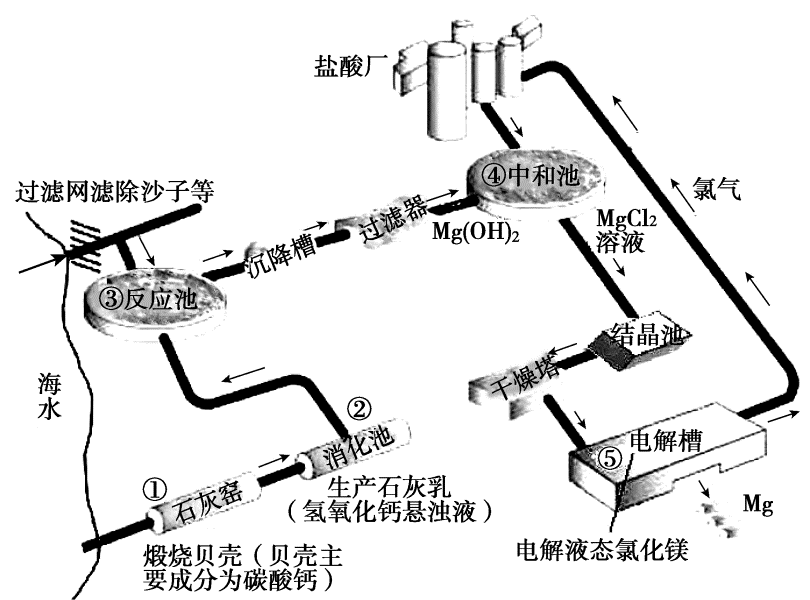 盐酸厂
过滤网滤除沙子等
④中和池
氯气
过滤器
Mg(OH)₂
MgCl₂
溶液
沉降槽
③反应池
结晶池
干燥塔
海
水
②
消化池
⑤
电解槽
①
石灰窑
生产石灰乳
（氢氧化钙悬浊液）
Mg
煅烧贝壳（贝壳主
要成分为碳酸钙）
电解液态氯化镁